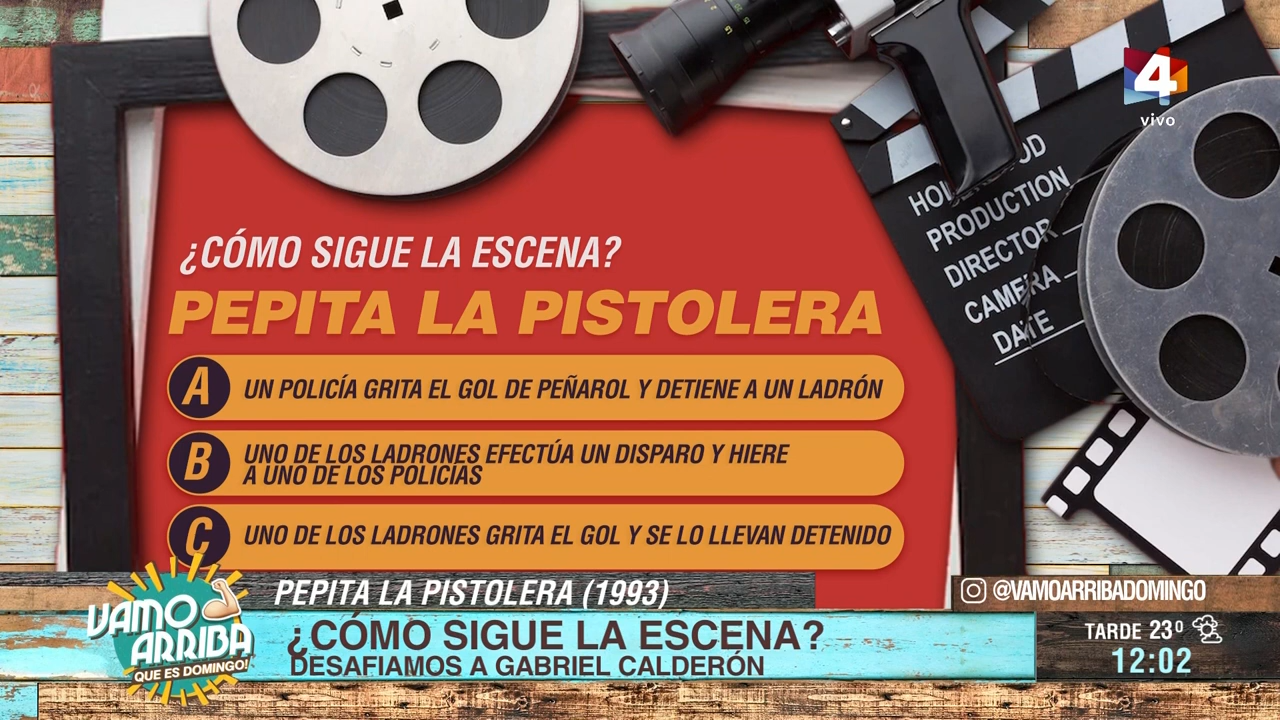 4
vivo
HO
OD
PRODUCTION
DIRECTOR
CAMERA
DATE
¿CÓMO SIGUE LA ESCENA?
PEPITA LA PISTOLERA
A UN POLICÍA GRITA EL GOL DE PEÑAROL Y DETIENE A UN LADRÓN
B UNO DE LOS LADRONES EFECTÚA UN DISPARO Y HIERE
A UNO DE LOS POLICÍAS
C UNO DE LOS LADRONES GRITA EL GOL Y SE LO LLEVAN DETENIDO
VAMO
ARRIBA
QUE ES DOMINGO!
PEPITA LA PISTOLERA (1993)
¿CÓMO SIGUE LA ESCENA?
DESAFIAMOS A GABRIEL CALDERÓN
@VAMOARRIBADOMINGO
TARDE 23º
12:02